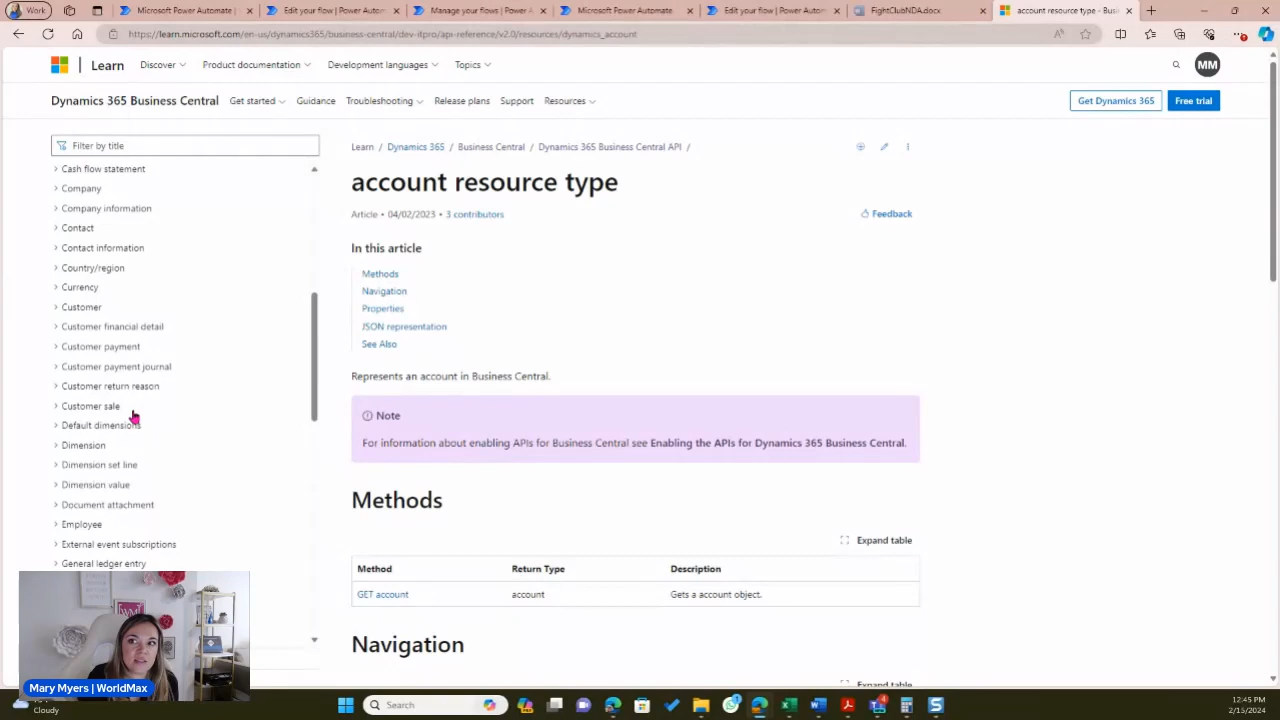 Work
Microsoft Power Automate
Edit your flow | Power Automate
Managing your flows | Power A
Microsoft Power Automate
Edit your flow | Power Automate
FightClubNDA.docx
account resource type - Busin
https://learn.microsoft.com/en-us/dynamics365/business-central/dev-itpro/api-reference/v2.0/resources/dynamics_account
Learn Discover Product documentation Development languages Topics MM
Dynamics 365 Business Central Get started Guidance Troubleshooting Release plans Support Resources Get Dynamics 365 Free trial
Filter by title
Cash flow statement
Company
Company information
Contact
Contact information
Country/region
Currency
Customer
Customer financial detail
Customer payment
Customer payment journal
Customer return reason
Customer sale
Default dimensions
Dimension
Dimension set line
Dimension value
Document attachment
Employee
External event subscriptions
General ledger entry
Learn / Dynamics 365 / Business Central / Dynamics 365 Business Central API /
account resource type
Article • 04/02/2023 • 3 contributors
Feedback
In this article
Methods
Navigation
Properties
JSON representation
See Also
Represents an account in Business Central.
Note
For information about enabling APIs for Business Central see Enabling the APIs for Dynamics 365 Business Central.
Methods
Expand table
Method Return Type Description
GET account account Gets a account object.
Navigation
Expand table
WM
Mary Myers | WorldMax
Cloudy
Search
12:45 PM
2/15/2024